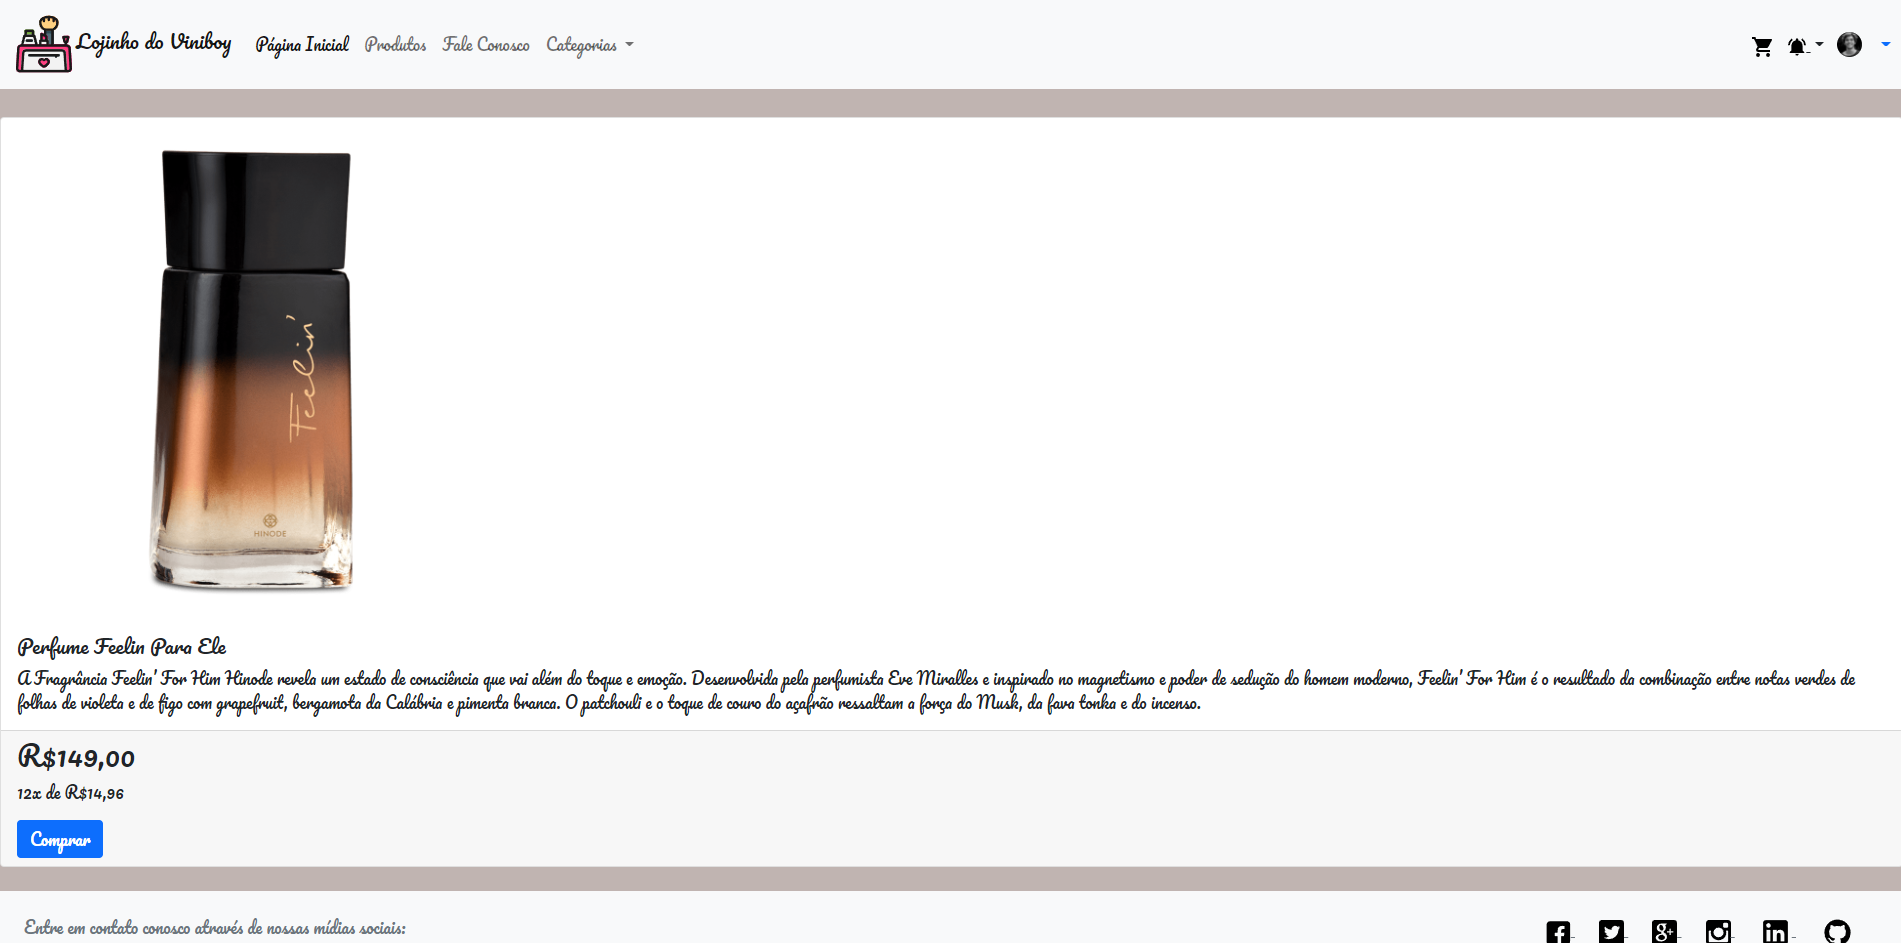 Lojinho do Viniboy
Página Inicial
Produtos
Fale Conosco
Categorias
Feelin'
HINODE
Perfume Feelin Para Ele
A Fragrância Feelin' For Him Hinode revela um estado de consciência que vai além do toque e emoção. Desenvolvida pela perfumista Eve Miralles e inspirado no magnetismo e poder de sedução do homem moderno, Feelin' For Him é o resultado da combinação entre notas verdes de
folhas de violeta e de figo com grapefruit, bergamota da Calábria e pimenta branca. O patchouli e o toque de couro do açafrão ressaltam a força do Musk, da fava tonka e do incenso.
R$149,00
12x de R$14,96
Comprar
Entre em contato conosco através de nossas mídias sociais: